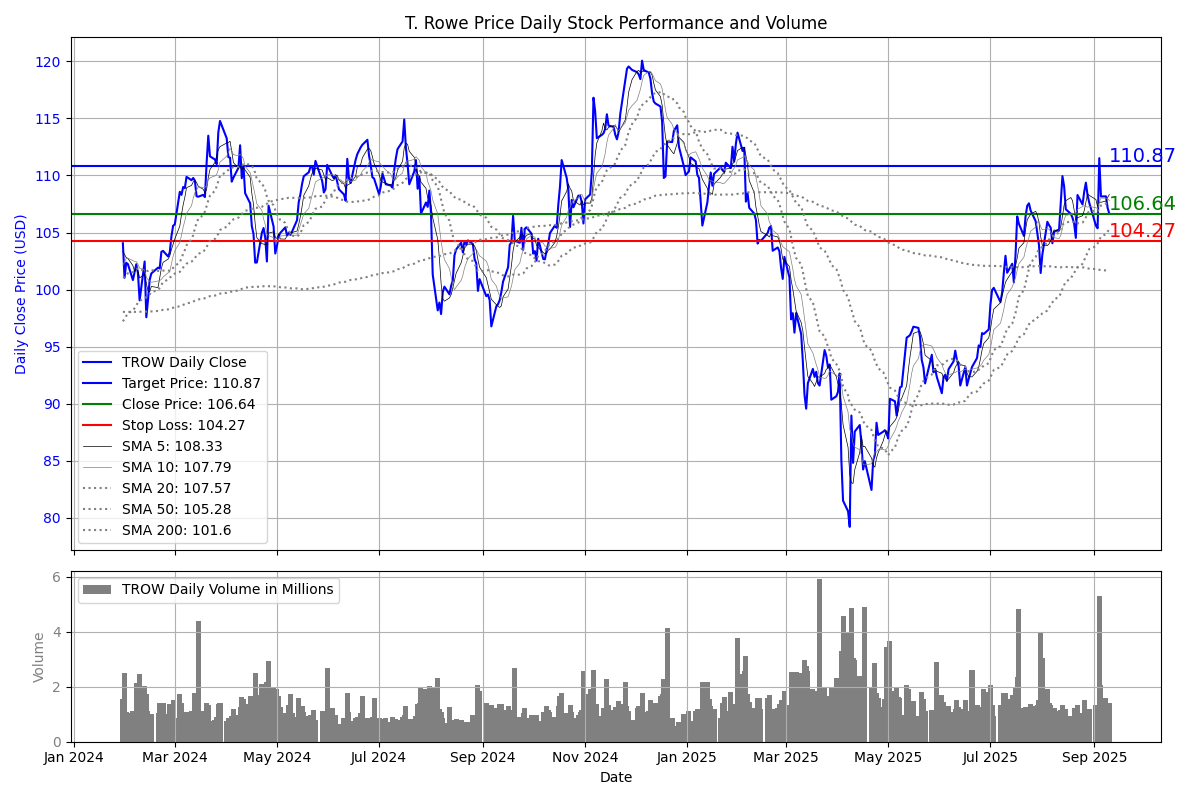 T. Rowe Price Daily Stock Performance and Volume
Daily Close Price (USD)
120
115
110
105
100
95
90
85
80
110.87
106.64
104.27
TROW Daily Close
Target Price: 110.87
Close Price: 106.64
Stop Loss: 104.27
SMA 5: 108.33
SMA 10: 107.79
SMA 20: 107.57
SMA 50: 105.28
SMA 200: 101.6
Volume
6
4
2
0
TROW Daily Volume in Millions
Jan 2024
Mar 2024
May 2024
Jul 2024
Sep 2024
Nov 2024
Jan 2025
Mar 2025
May 2025
Jul 2025
Sep 2025
Date